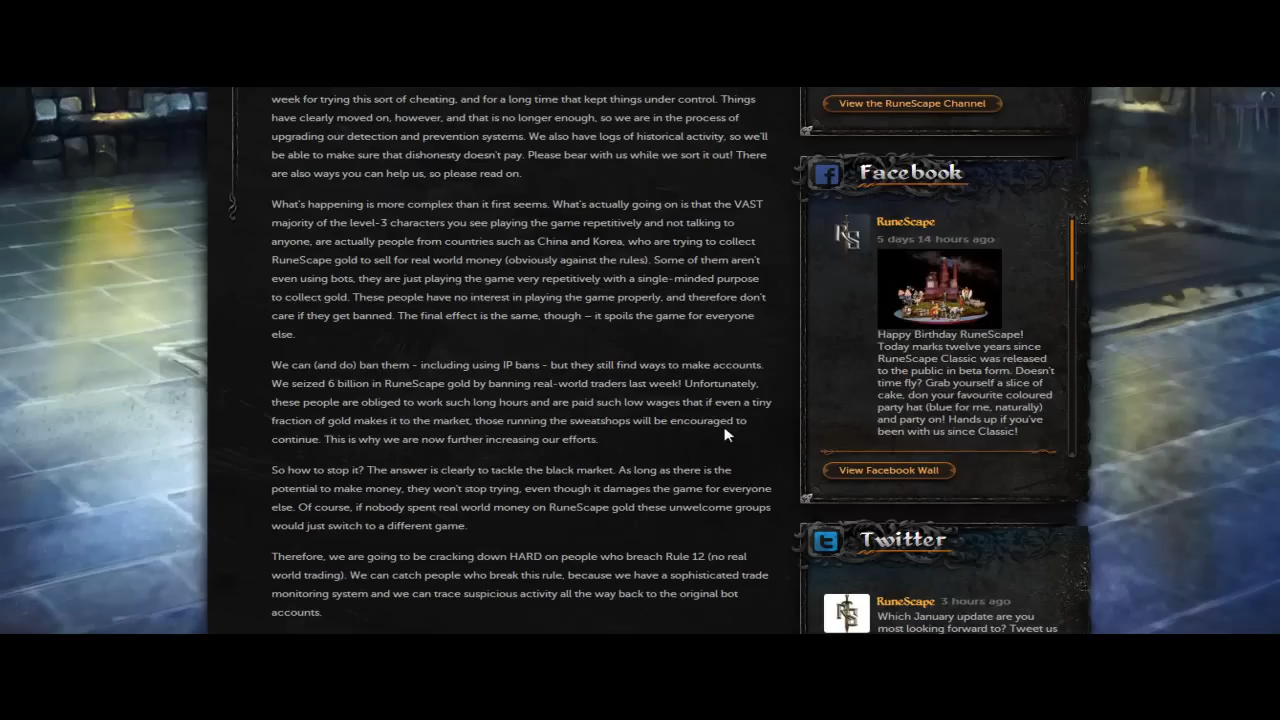 week for trying this sort of cheating, and for a long time that kept things under control. Things
have clearly moved on, however, and that is no longer enough, so we are in the process of
upgrading our detection and prevention systems. We also have logs of historical activity, so we'll
be able to make sure that dishonesty doesn't pay. Please bear with us while we sort it out! There
are also ways you can help us, so please read on.
What's happening is more complex than it first seems. What's actually going on is that the VAST
majority of the level-3 characters you see playing the game repetitively and not talking to
anyone, are actually people from countries such as China and Korea, who are trying to collect
RuneScape gold to sell for real world money (obviously against the rules). Some of them aren't
even using bots, they are just playing the game very repetitively with a single-minded purpose
to collect gold. These people have no interest in playing the game properly, and therefore don't
care if they get banned. The final effect is the same, though – it spoils the game for everyone
else.
We can (and do) ban them - including using IP bans - but they still find ways to make accounts.
We seized 6 billion in RuneScape gold by banning real-world traders last week! Unfortunately,
these people are obliged to work such long hours and are paid such low wages that if even a tiny
fraction of gold makes it to the market, those running the sweatshops will be encouraged to
continue. This is why we are now further increasing our efforts.
So how to stop it? The answer is clearly to tackle the black market. As long as there is the
potential to make money, they won't stop trying, even though it damages the game for everyone
else. Of course, if nobody spent real world money on RuneScape gold these unwelcome groups
would just switch to a different game.
Therefore, we are going to be cracking down HARD on people who breach Rule 12 (no real
world trading). We can catch people who break this rule, because we have a sophisticated trade
monitoring system and we can trace suspicious activity all the way back to the original bot
accounts.
View the RuneScape Channel
Facebook
RS
RuneScape
5 days 14 hours ago
Happy Birthday RuneScape!
Today marks twelve years since
RuneScape Classic was released
to the public in beta form. Doesn't
time fly? Grab yourself a slice of
cake, don your favourite coloured
party hat (blue for me, naturally)
and party on! Hands up if you've
been with us since Classic!
View Facebook Wall
Twitter
RS
RuneScape 3 hours ago
Which January update are you
most looking forward to? Tweet us